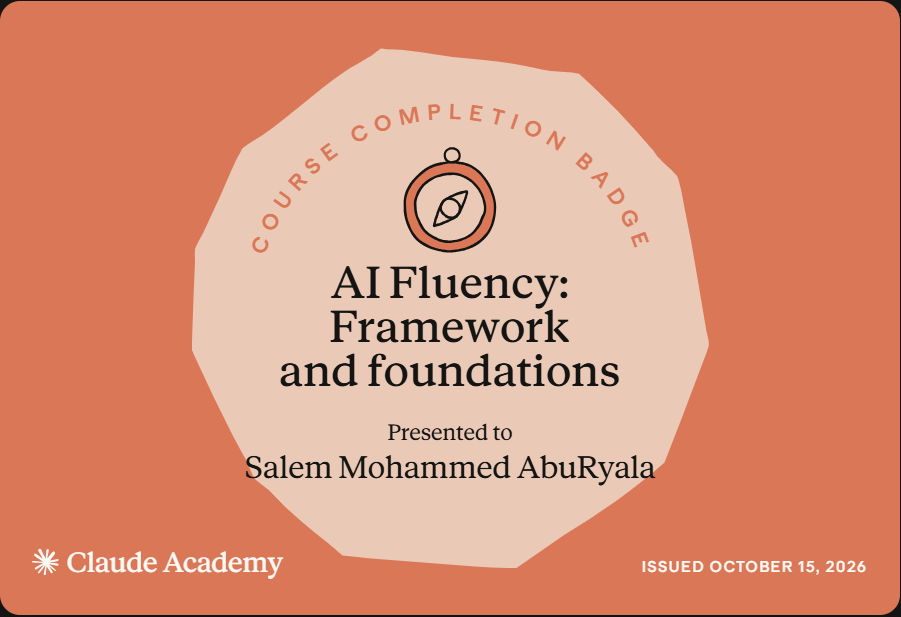 COURSE COMPLETION BADGE
AI Fluency:
Framework
and foundations
Presented to
Salem Mohammed AbuRyala
Claude Academy
ISSUED OCTOBER 15, 2026